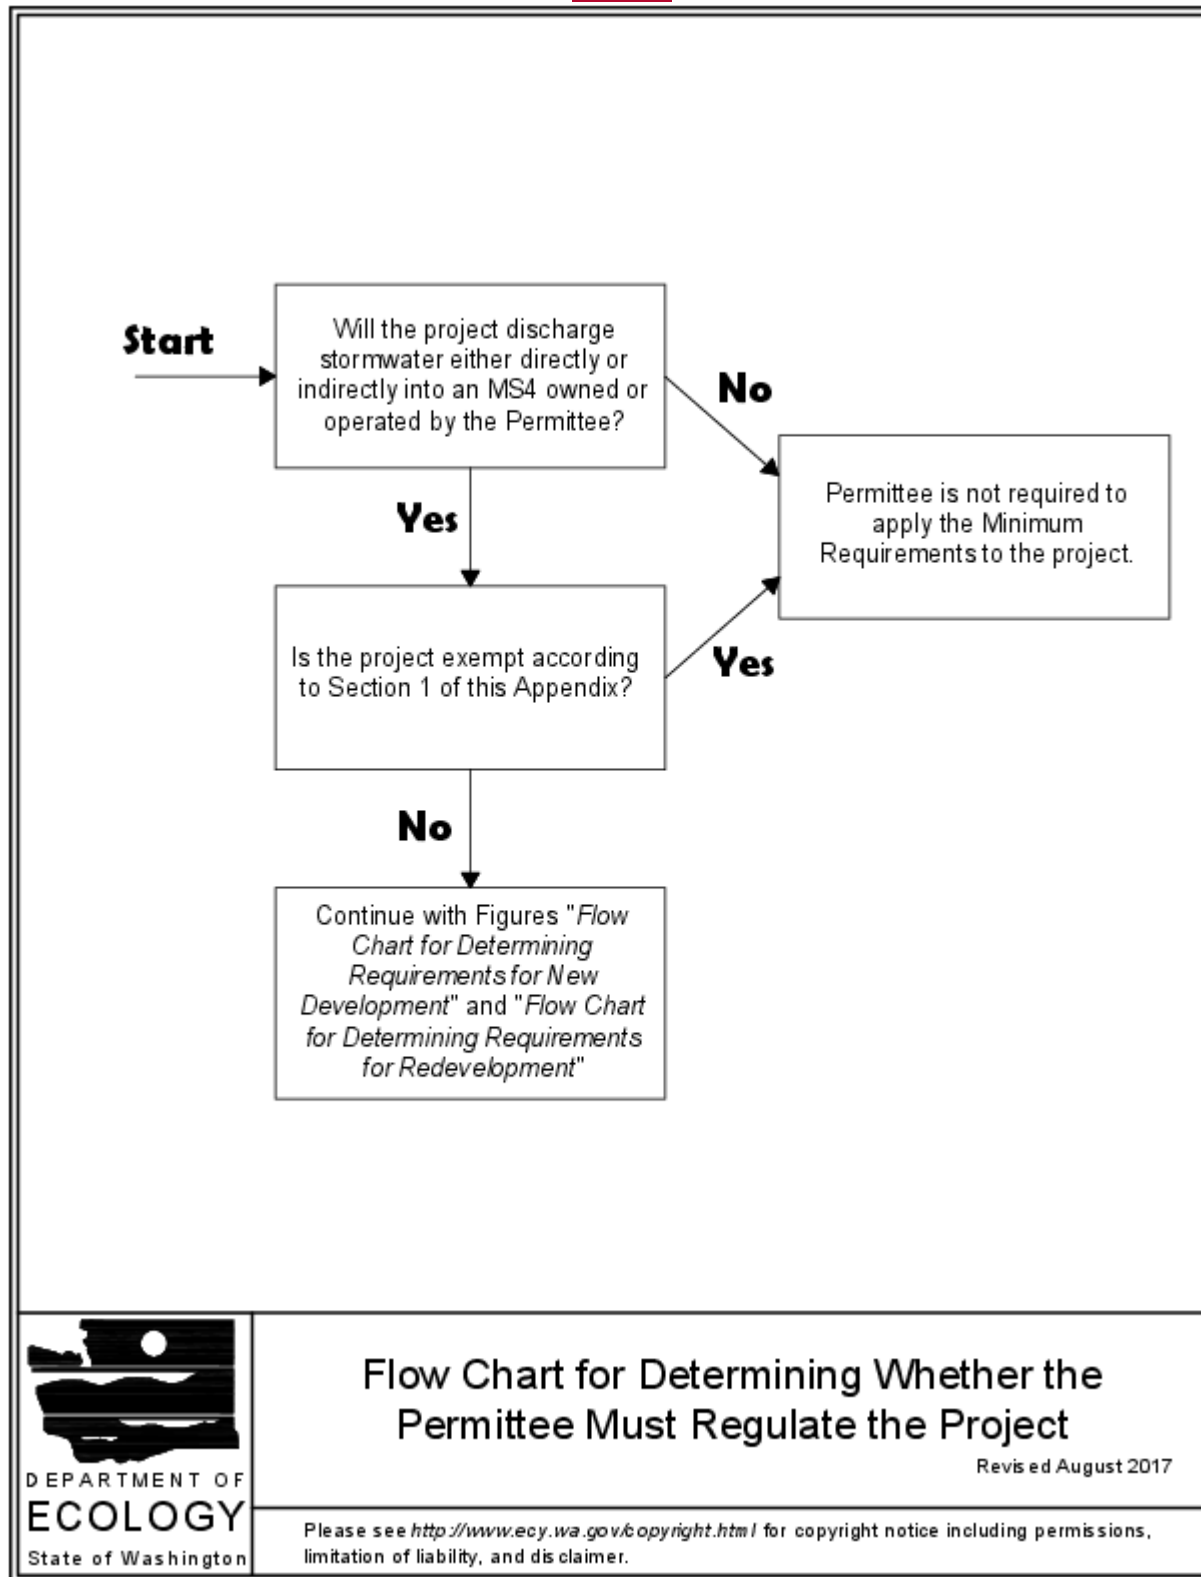 Start
Will the project discharge
stormwater either directly or
indirectly into an MS4 owned or
operated by the Permittee?
No
Permittee is not required to
apply the Minimum
Requirements to the project.
Yes
Is the project exempt according
to Section 1 of this Appendix?
Yes
No
Continue with Figures "Flow
Chart for Determining
Requirements for New
Development" and "Flow Chart
for Determining Requirements
for Redevelopment"
DEPARTMENT OF
ECOLOGY
State of Washington
Flow Chart for Determining Whether the
Permittee Must Regulate the Project
Revised August 2017
Please see http://www.ecy.wa.gov/copyright.html for copyright notice including permissions,
limitation of liability, and disclaimer.